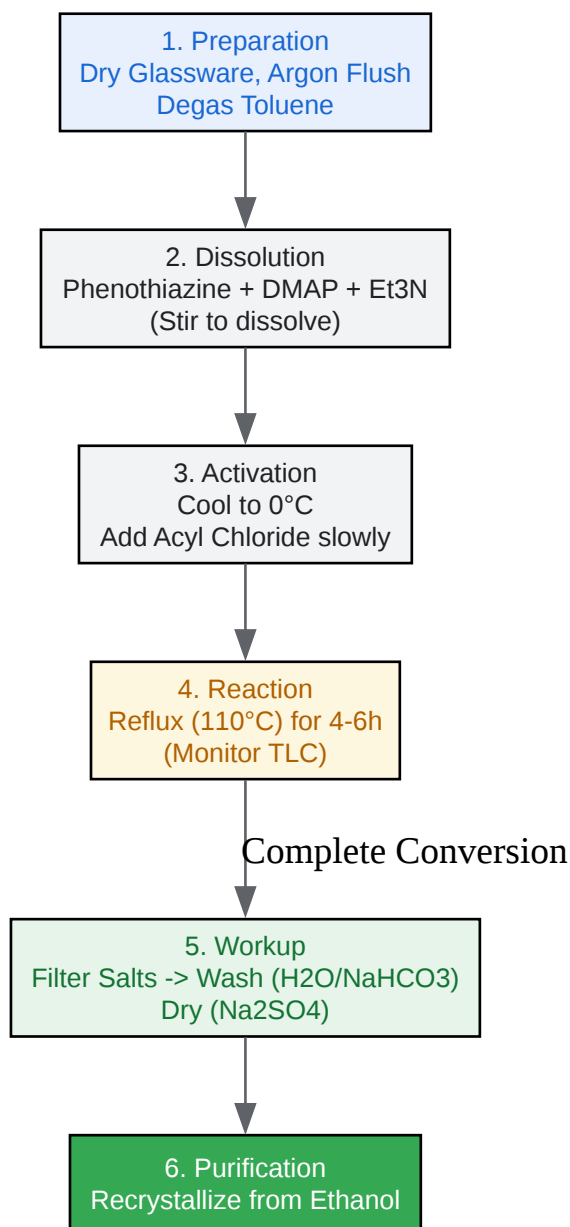 1. Preparation
Dry Glassware, Argon Flush
Degas Toluene
2. Dissolution
Phenothiazine + DMAP + Et3N
(Stir to dissolve)
3. Activation
Cool to 0°C
Add Acyl Chloride slowly
4. Reaction
Reflux (110°C) for 4-6h
(Monitor TLC)
Complete Conversion
5. Workup
Filter Salts -> Wash (H2O/NaHCO3)
Dry (Na2SO4)
6. Purification
Recrystallize from Ethanol